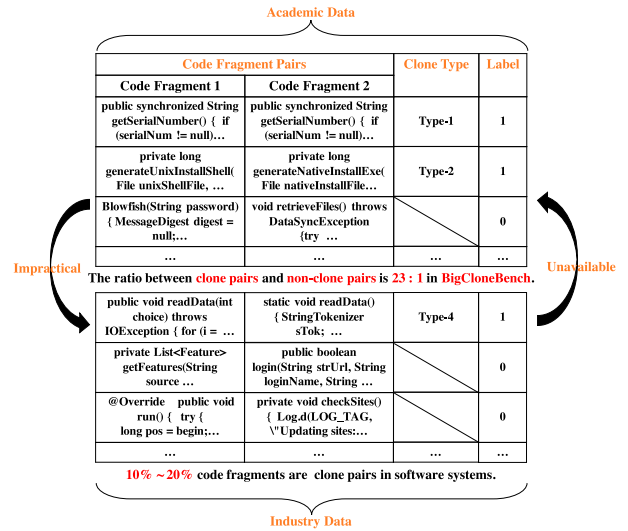 Academic Data
Code Fragment Pairs
Clone Type
Label
Code Fragment 1
Code Fragment 2
public synchronized String
getSerialNumber() { if
(serialNum != null)…
public synchronized String
getSerialNumber() { if
(serialNum != null)…
Type-1
1
private long
generateUnixInstallShell(
File unixShellFile, …
private long
generateNativeInstallExe(
File nativeInstallFile…
Type-2
1
Blowfish(String password)
{ MessageDigest digest =
null;…
void retrieveFiles() throws
DataSyncException
{try …
0
…
…
…
…
Impractical
Unavailable
The ratio between clone pairs and non-clone pairs is 23 : 1 in BigCloneBench.
public void readData(int
choice) throws
IOException { for (i = …
static void readData()
{ StringTokenizer
sTok; …
Type-4
1
private List<Feature>
getFeatures(String
source …
public boolean
login(String strUrl, String
loginName, String …
0
@Override public void
run() { try {
long pos = begin;…
private void checkSites()
{ Log.d(LOG_TAG,
\"Updating sites:…
0
…
…
…
…
10% ~ 20% code fragments are clone pairs in software systems.
Industry Data